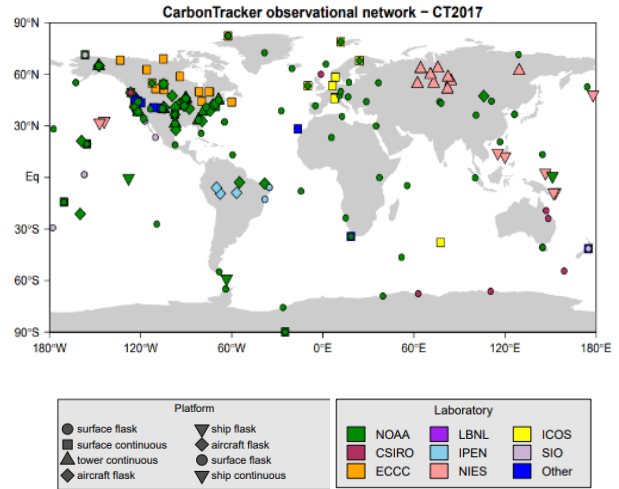 CarbonTracker observational network − CT2017
90°N
60°N
30°N
Eq
30°S
60°S
90°S
180°W
120°W
60°W
0°E
60°E
120°E
180°E
Platform
surface flask
surface continuous
tower continuous
aircraft flask
ship flask
aircraft flask
surface flask
ship continuous
Laboratory
NOAA
CSIRO
ECCC
LBNL
IPEN
NIES
ICOS
SIO
Other